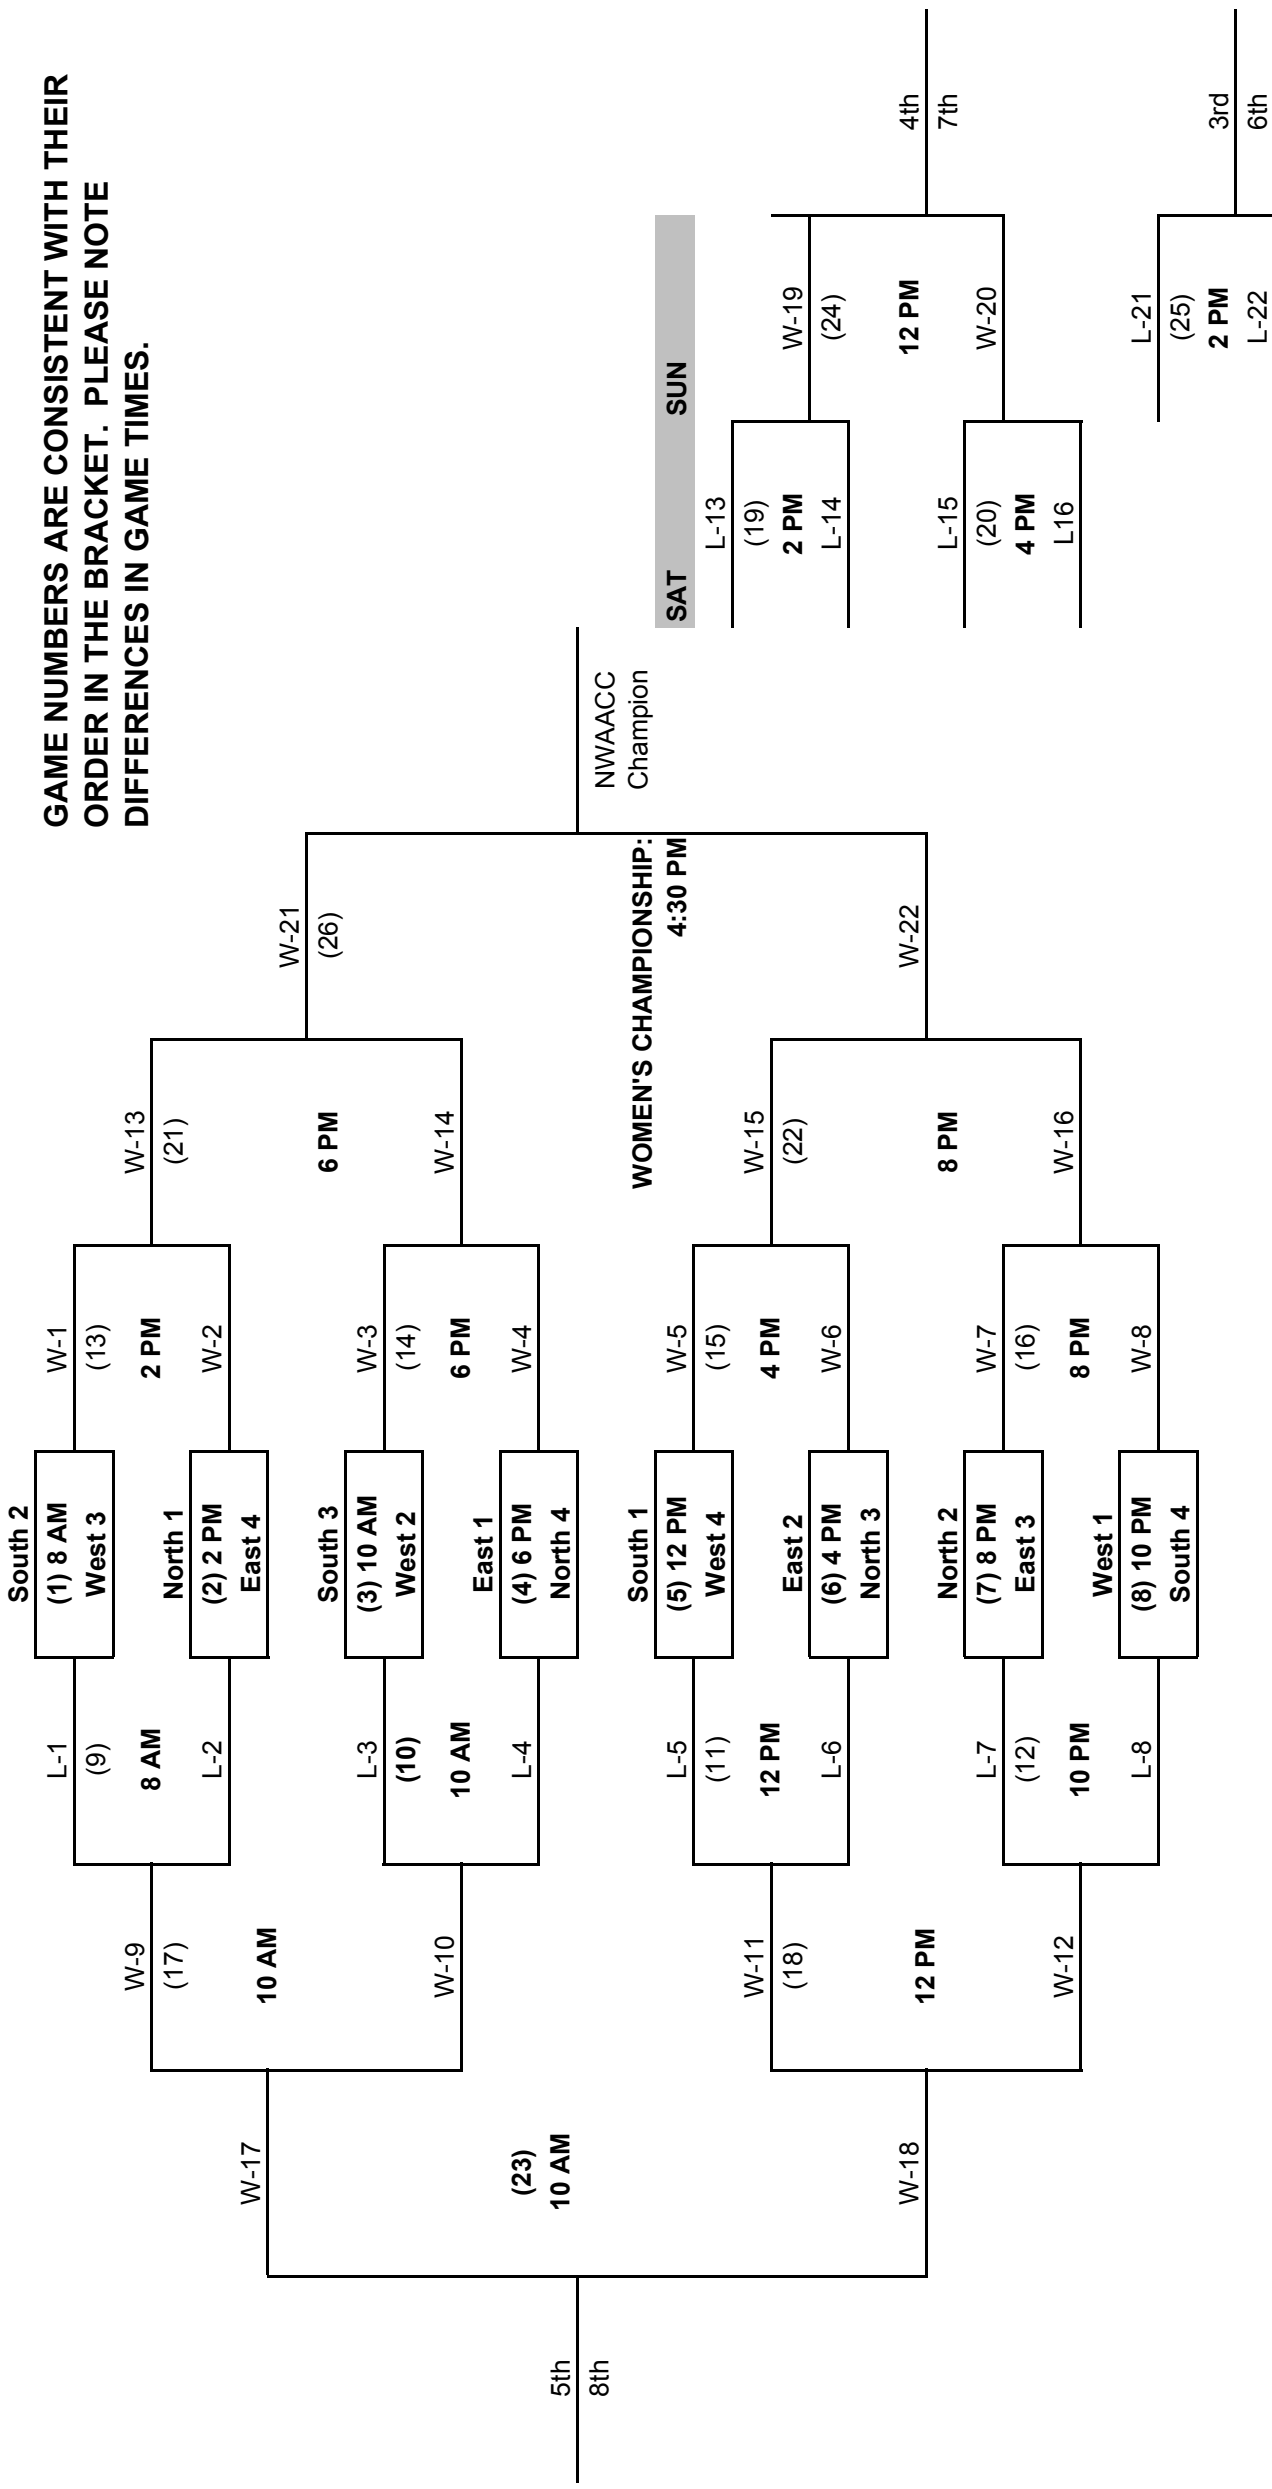 GAME NUMBERS ARE CONSISTENT WITH THEIR
ORDER IN THE BRACKET. PLEASE NOTE
DIFFERENCES IN GAME TIMES.
South 2
L-1
(1) 8 AM
W-1
(9)
West 3
(13)
8 AM
2 PM
W-9
W-13
(17)
North 1
(21)
L-2
(2) 2 PM
W-2
East 4
W-17
10 AM
6 PM
W-21
(26)
South 3
L-3
(3) 10 AM
W-3
(10)
West 2
(14)
10 AM
6 PM
W-10
W-14
East 1
L-4
(4) 6 PM
W-4
North 4
(23)
10 AM
5th
8th
NWAACC
Champion
WOMEN'S CHAMPIONSHIP:
4:30 PM
South 1
L-5
(5) 12 PM
W-5
(11)
West 4
(15)
12 PM
4 PM
W-11
W-15
(18)
East 2
(22)
L-6
(6) 4 PM
W-6
North 3
W-18
12 PM
8 PM
W-22
North 2
L-7
(7) 8 PM
W-7
(12)
East 3
(16)
10 PM
8 PM
W-12
W-16
West 1
L-8
(8) 10 PM
W-8
South 4
SAT SUN
L-13
(19)
2 PM
L-14
W-19
(24)
12 PM
W-20
4th
7th
L-15
(20)
4 PM
L16
L-21
(25)
2 PM
L-22
3rd
6th